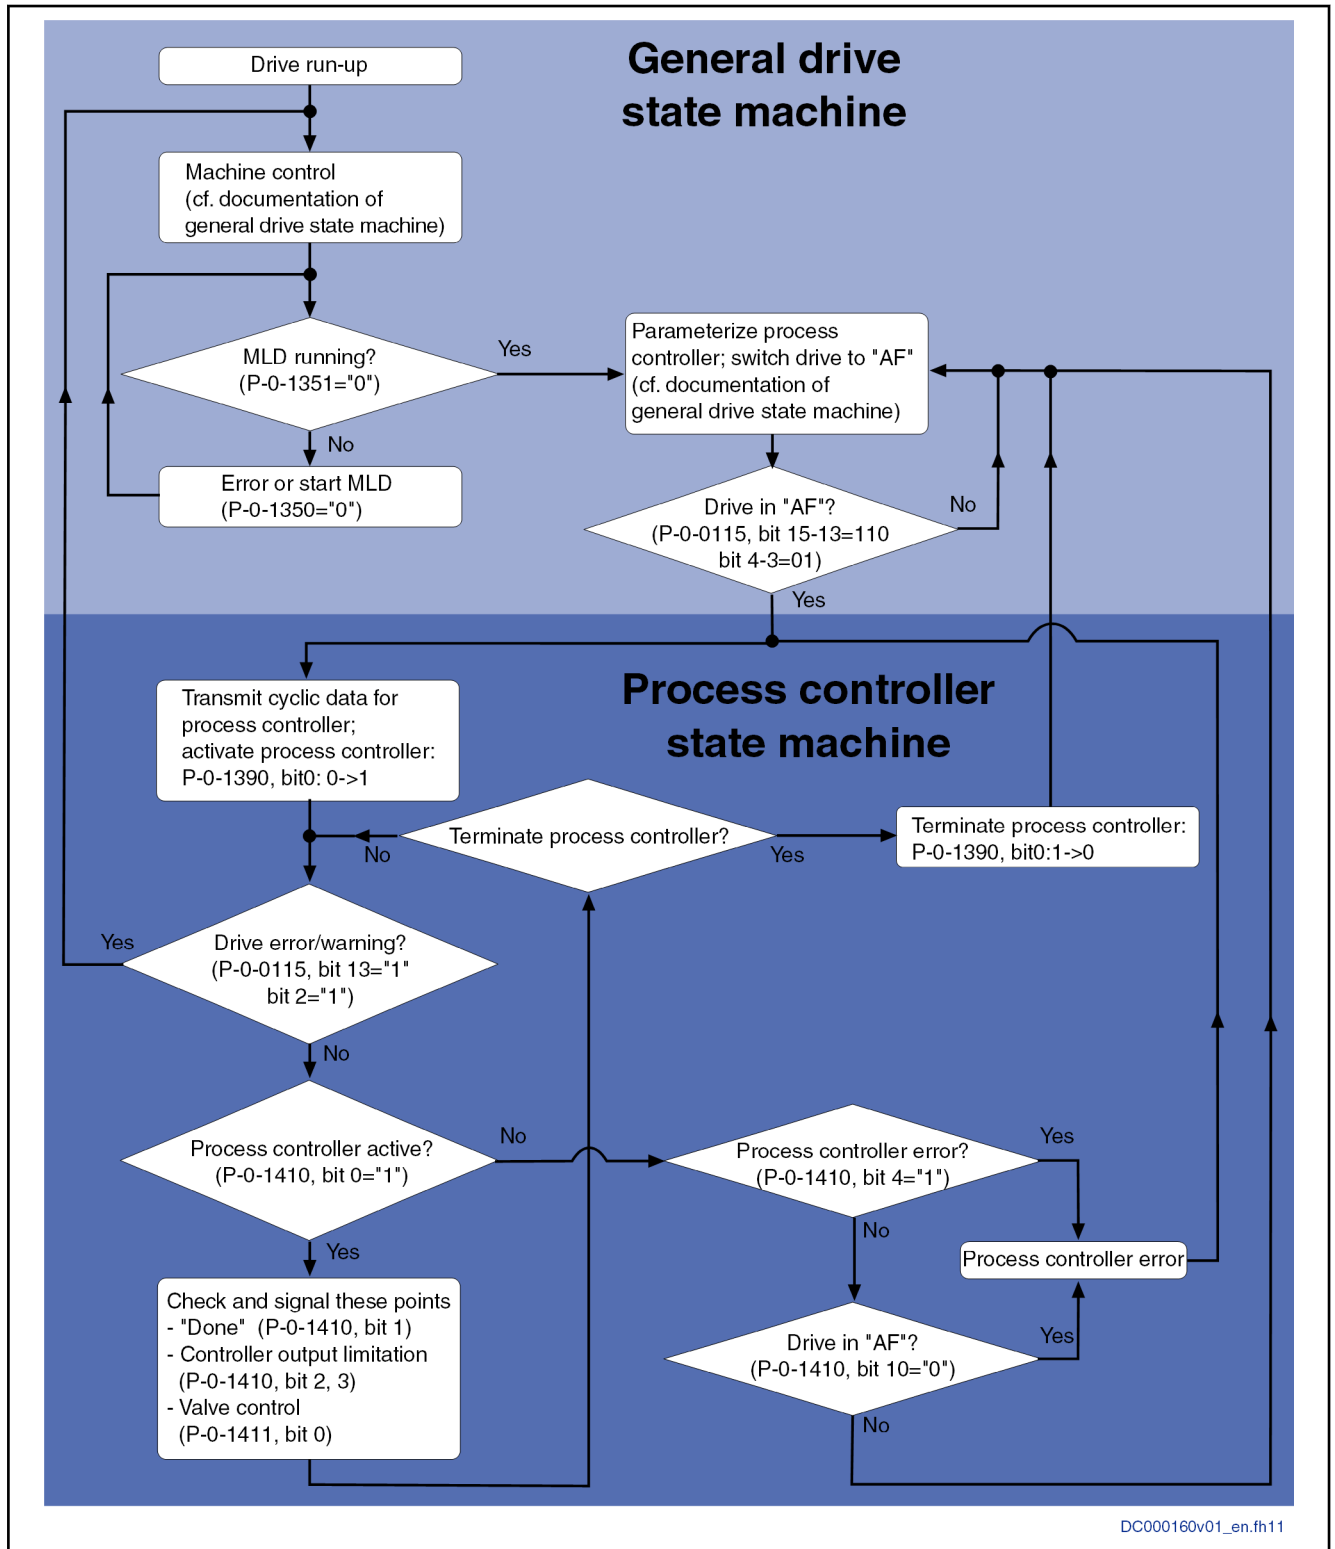 General drive
state machine
Drive run-up
Machine control
(cf. documentation of
general drive state machine)
MLD running?
(P-0-1351="0")
Yes
No
Error or start MLD
(P-0-1350="0")
Parameterize process
controller; switch drive to "AF"
(cf. documentation of
general drive state machine)
Drive in "AF"?
(P-0-0115, bit 15-13=110
bit 4-3=01)
No
Yes
Process controller
state machine
Transmit cyclic data for
process controller;
activate process controller:
P-0-1390, bit0: 0->1
Terminate process controller?
No
Yes
Terminate process controller:
P-0-1390, bit0:1->0
Drive error/warning?
(P-0-0115, bit 13="1"
bit 2="1")
Yes
No
Process controller active?
(P-0-1410, bit 0="1")
No
Yes
Process controller error?
(P-0-1410, bit 4="1")
Yes
No
Process controller error
Check and signal these points
- "Done" (P-0-1410, bit 1)
- Controller output limitation
(P-0-1410, bit 2, 3)
- Valve control
(P-0-1411, bit 0)
Drive in "AF"?
(P-0-1410, bit 10="0")
Yes
No
DC000160v01_en.fh11